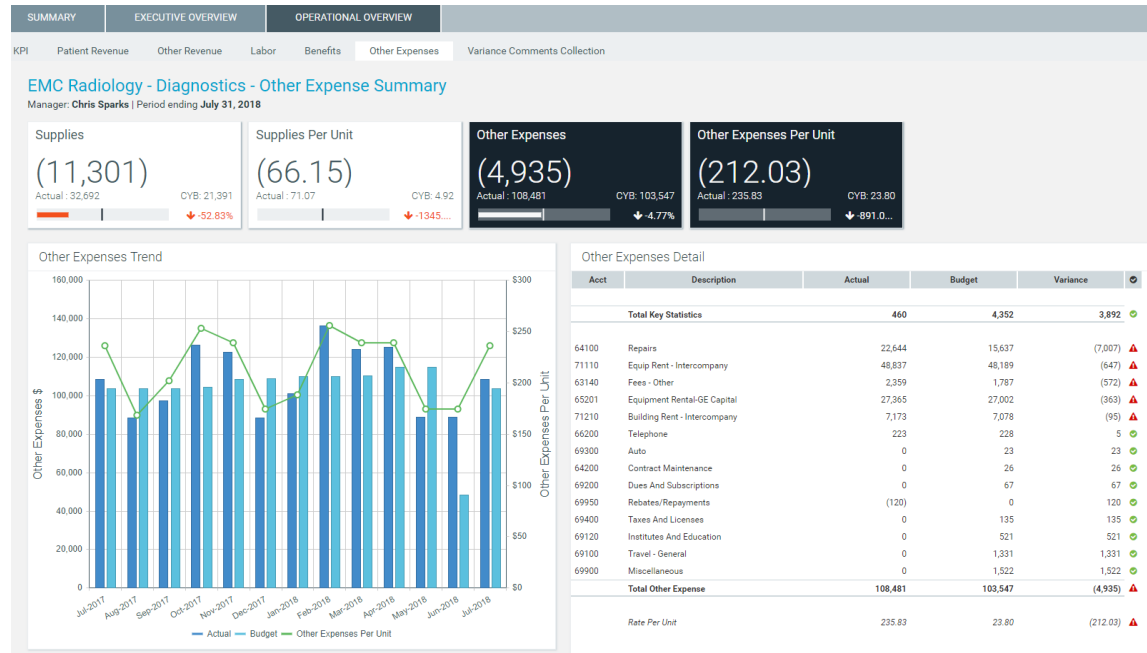 SUMMARY EXECUTIVE OVERVIEW OPERATIONAL OVERVIEW
KPI Patient Revenue Other Revenue Labor Benefits Other Expenses Variance Comments Collection
EMC Radiology - Diagnostics - Other Expense Summary
Manager: Chris Sparks | Period ending July 31, 2018
Supplies
(11,301)
Actual : 32,692 CYB: 21,391
-52.83%
Supplies Per Unit
(66.15)
Actual : 71.07 CYB: 4.92
-1345....
Other Expenses
(4,935)
Actual : 108,481 CYB: 103,547
-4.77%
Other Expenses Per Unit
(212.03)
Actual : 235.83 CYB: 23.80
-891.0...
Other Expenses Trend
160,000
140,000
120,000
100,000
80,000
60,000
40,000
20,000
0
Other Expenses $
$300
$250
$200
$150
$100
$50
$0
Other Expenses Per Unit
Jul-2017 Aug-2017 Sep-2017 Oct-2017 Nov-2017 Dec-2017 Jan-2018 Feb-2018 Mar-2018 Apr-2018 May-2018 Jun-2018 Jul-2018
Actual Budget Other Expenses Per Unit
Other Expenses Detail
Acct Description Actual Budget Variance
Total Key Statistics 460 4,352 3,892
64100 Repairs 22,644 15,637 (7,007)
71110 Equip Rent - Intercompany 48,837 48,189 (647)
63140 Fees - Other 2,359 1,787 (572)
65201 Equipment Rental-GE Capital 27,365 27,002 (363)
71210 Building Rent - Intercompany 7,173 7,078 (95)
66200 Telephone 223 228 5
69300 Auto 0 23 23
64200 Contract Maintenance 0 26 26
69200 Dues And Subscriptions 0 67 67
69950 Rebates/Repayments (120) 0 120
69400 Taxes And Licenses 0 135 135
69120 Institutes And Education 0 521 521
69100 Travel - General 0 1,331 1,331
69900 Miscellaneous 0 1,522 1,522
Total Other Expense 108,481 103,547 (4,935)
Rate Per Unit 235.83 23.80 (212.03)